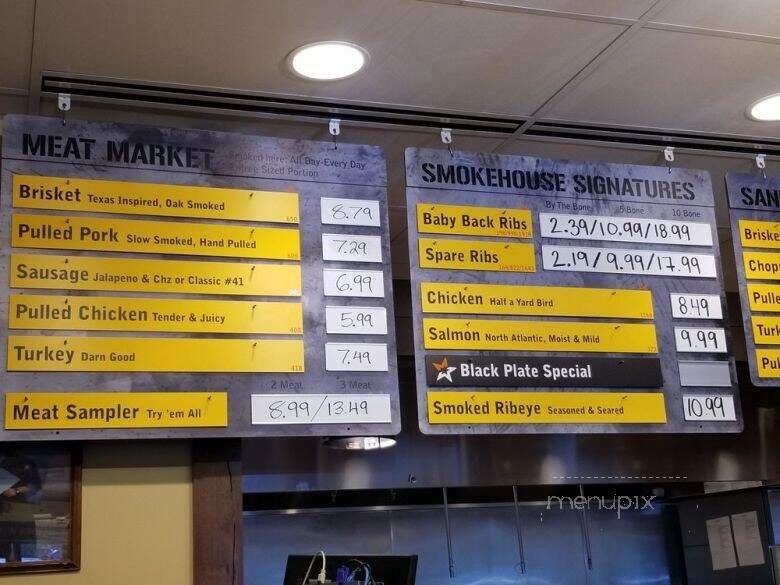 MEAT MARKET
Smoked here: All Day-Every Day
Entree Sized Portion
Brisket Texas Inspired, Oak Smoked 8.79
650
Pulled Pork Slow Smoked, Hand Pulled 7.29
Sausage Jalapeno & Chz or Classic #41 6.99
Pulled Chicken Tender & Juicy 5.99
Turkey Darn Good 7.49
418
2 Meat 3 Meat
Meat Sampler Try 'em All 8.99/13.49
SMOKEHOUSE SIGNATURES
By The Bone 5 Bone 10 Bone
Baby Back Ribs 2.39/10.99/18.99
Spare Ribs 2.19/9.99/17.99
Chicken Half a Yard Bird 8.49
Salmon North Atlantic, Moist & Mild 9.99
Black Plate Special
Smoked Ribeye Seasoned & Seared 10.99
SAN
Briske
Chop
Pulle
Turk
Pul
menupix